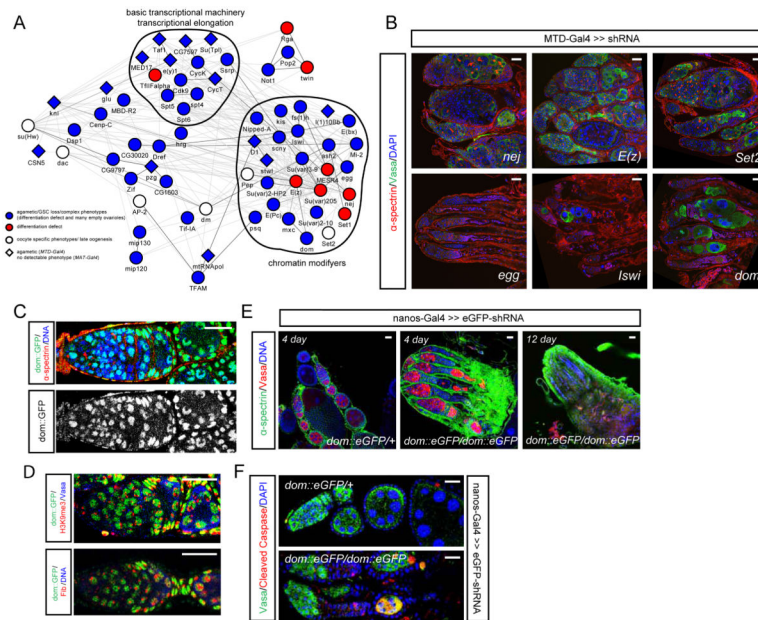 A
basic transcriptional machinery
transcriptional elongation
Taf1
CG7597
Su(Tpl)
MED17
e(y)1
CycK
Ssrp
TfIIFalpha
Cdk9
CycT
Spt5
spt4
Spt6
Rga
Pop2
Not1
twin
kni
glu
MBD-R2
Cenp-C
su(Hw)
Dsp1
CSN5
dac
CG30020
Dref
hrg
CG9797
pzg
Zif
CG1603
AP-2
dm
Tif-IA
mip130
mip120
mtRNApol
TFAM
Nipped-A
kis
fs(1)h
l(1)10Bb
E(bx)
D1
scny
Iswi
ash2
Mi-2
stwl
Su(var)3-9
MESR4
egg
Pep
E(z)
Su(var)2-HP2
Su(var)205
nej
E(Pc)
Su(var)2-10
Set1
psq
mxc
Set2
dom
chromatin modifyers
agametic/GSC loss/complex phenotypes
(differentiation defect and many empty ovarioles)
differentiation defect
oocyte specific phenotype/ late oogenesis
agametic (MTD-Gal4)
no detectable phenotype (MA7-Gal4)
B
MTD-Gal4 >> shRNA
α-spectrin/Vasa/DAPI
nej
E(z)
Set2
egg
Iswi
dom
C
dom::GFP/
α-spectrin/DNA
dom::GFP
D
dom::GFP/
H3K9me3/Vasa
dom::GFP/
Fib/DNA
E
nanos-Gal4 >> eGFP-shRNA
α-spectrin/Vasa/DNA
4 day
dom::eGFP/+
4 day
dom::eGFP/dom::eGFP
12 day
dom::eGFP/dom::eGFP
F
Vasa/Cleaved Caspase/DAPI
dom::eGFP/+
dom::eGFP/dom::eGFP
nanos-Gal4 >> eGFP-shRNA